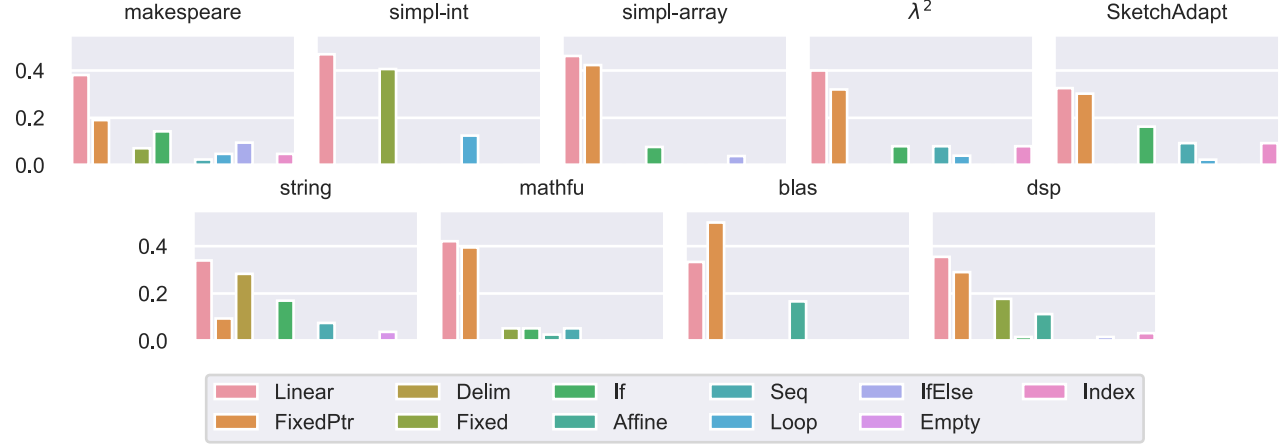 makespeare simpl-int simpl-array λ² SketchAdapt
0.4
0.2
0.0
string mathfu blas dsp
0.4
0.2
0.0
Linear Delim If Seq IfElse Index
FixedPtr Fixed Affine Loop Empty